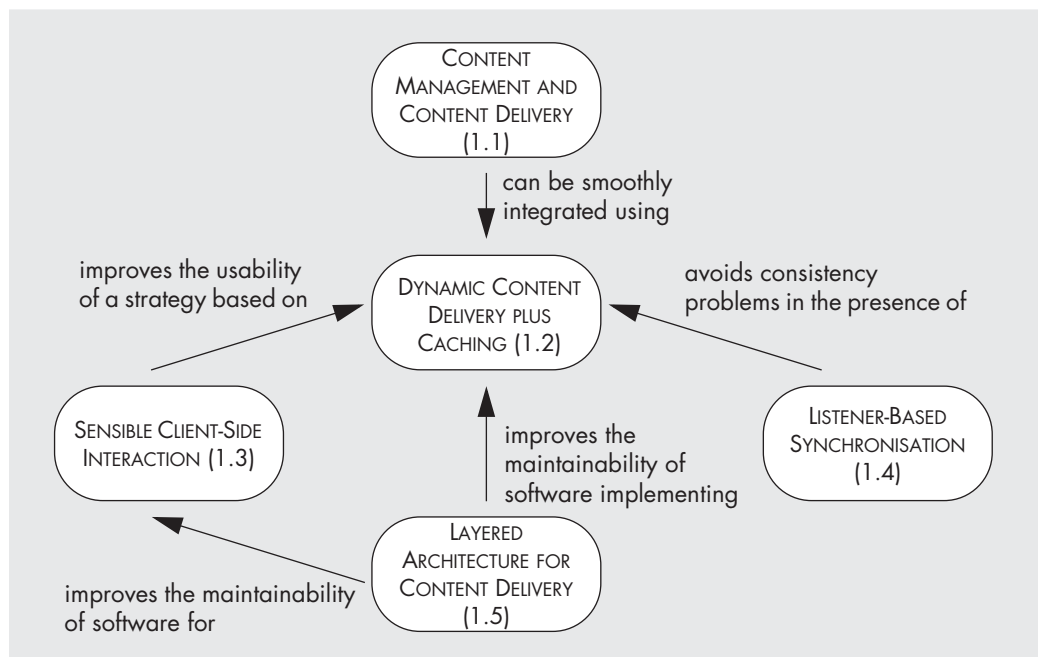 CONTENT
MANAGEMENT AND
CONTENT DELIVERY
(1.1)
can be smoothly
integrated using
improves the usability
of a strategy based on
DYNAMIC CONTENT
DELIVERY PLUS
CACHING (1.2)
avoids consistency
problems in the presence of
SENSIBLE CLIENT-SIDE
INTERACTION (1.3)
improves the
maintainability of
software implementing
LISTENER-BASED
SYNCHRONISATION
(1.4)
improves the maintainability
of software for
LAYERED
ARCHITECTURE FOR
CONTENT DELIVERY
(1.5)